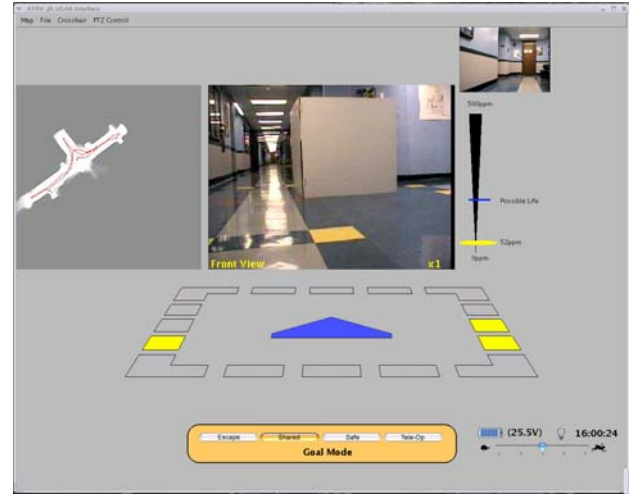 Map File Crosshair PTZ Control
500ppm
Possible Life
52ppm
0ppm
Front View x1
Escape Shared Safe Tele-Op
Goal Mode
(25.5V) 16:00:24